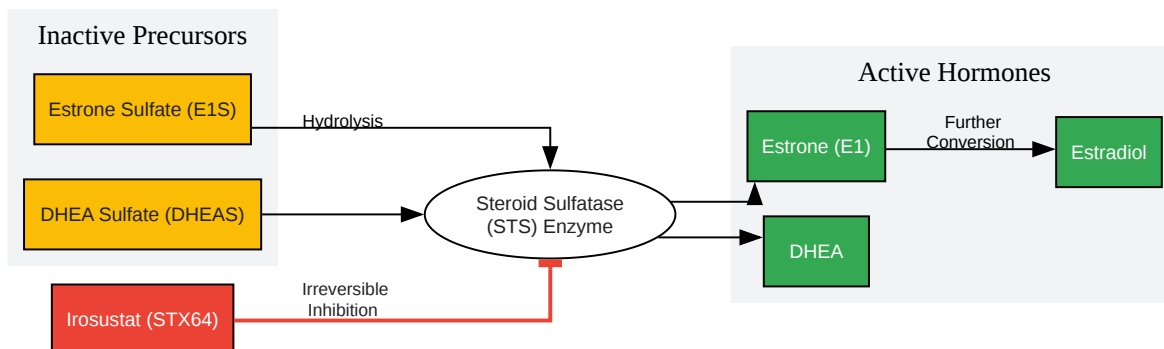 Inactive Precursors
Estrone Sulfate (E1S)
Hydrolysis
DHEA Sulfate (DHEAS)
Irosustat (STX64)
Irreversible
Inhibition
Steroid Sulfatase
(STS) Enzyme
Active Hormones
Estrone (E1)
Further
Conversion
Estradiol
DHEA